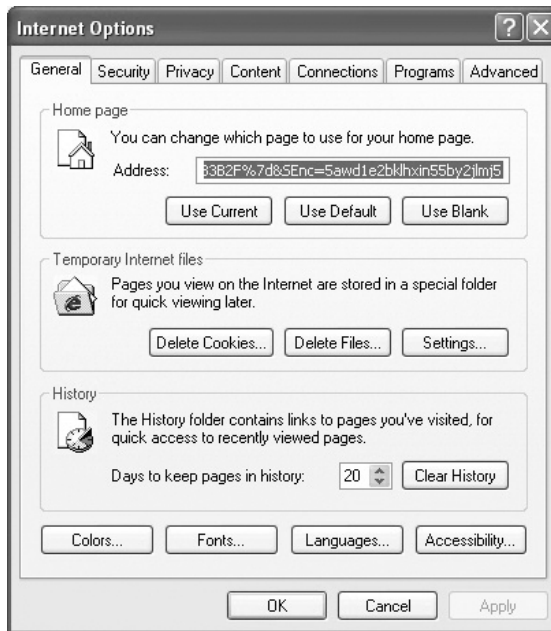 Internet Options
General Security Privacy Content Connections Programs Advanced
Home page
You can change which page to use for your home page.
Address: 33B2F%7d&SEnc=5awd1e2bklhxin55by2jlmj5
Use Current Use Default Use Blank
Temporary Internet files
Pages you view on the Internet are stored in a special folder
for quick viewing later.
Delete Cookies... Delete Files... Settings...
History
The History folder contains links to pages you've visited, for
quick access to recently viewed pages.
Days to keep pages in history: 20 Clear History
Colors... Fonts... Languages... Accessibility...
OK Cancel Apply